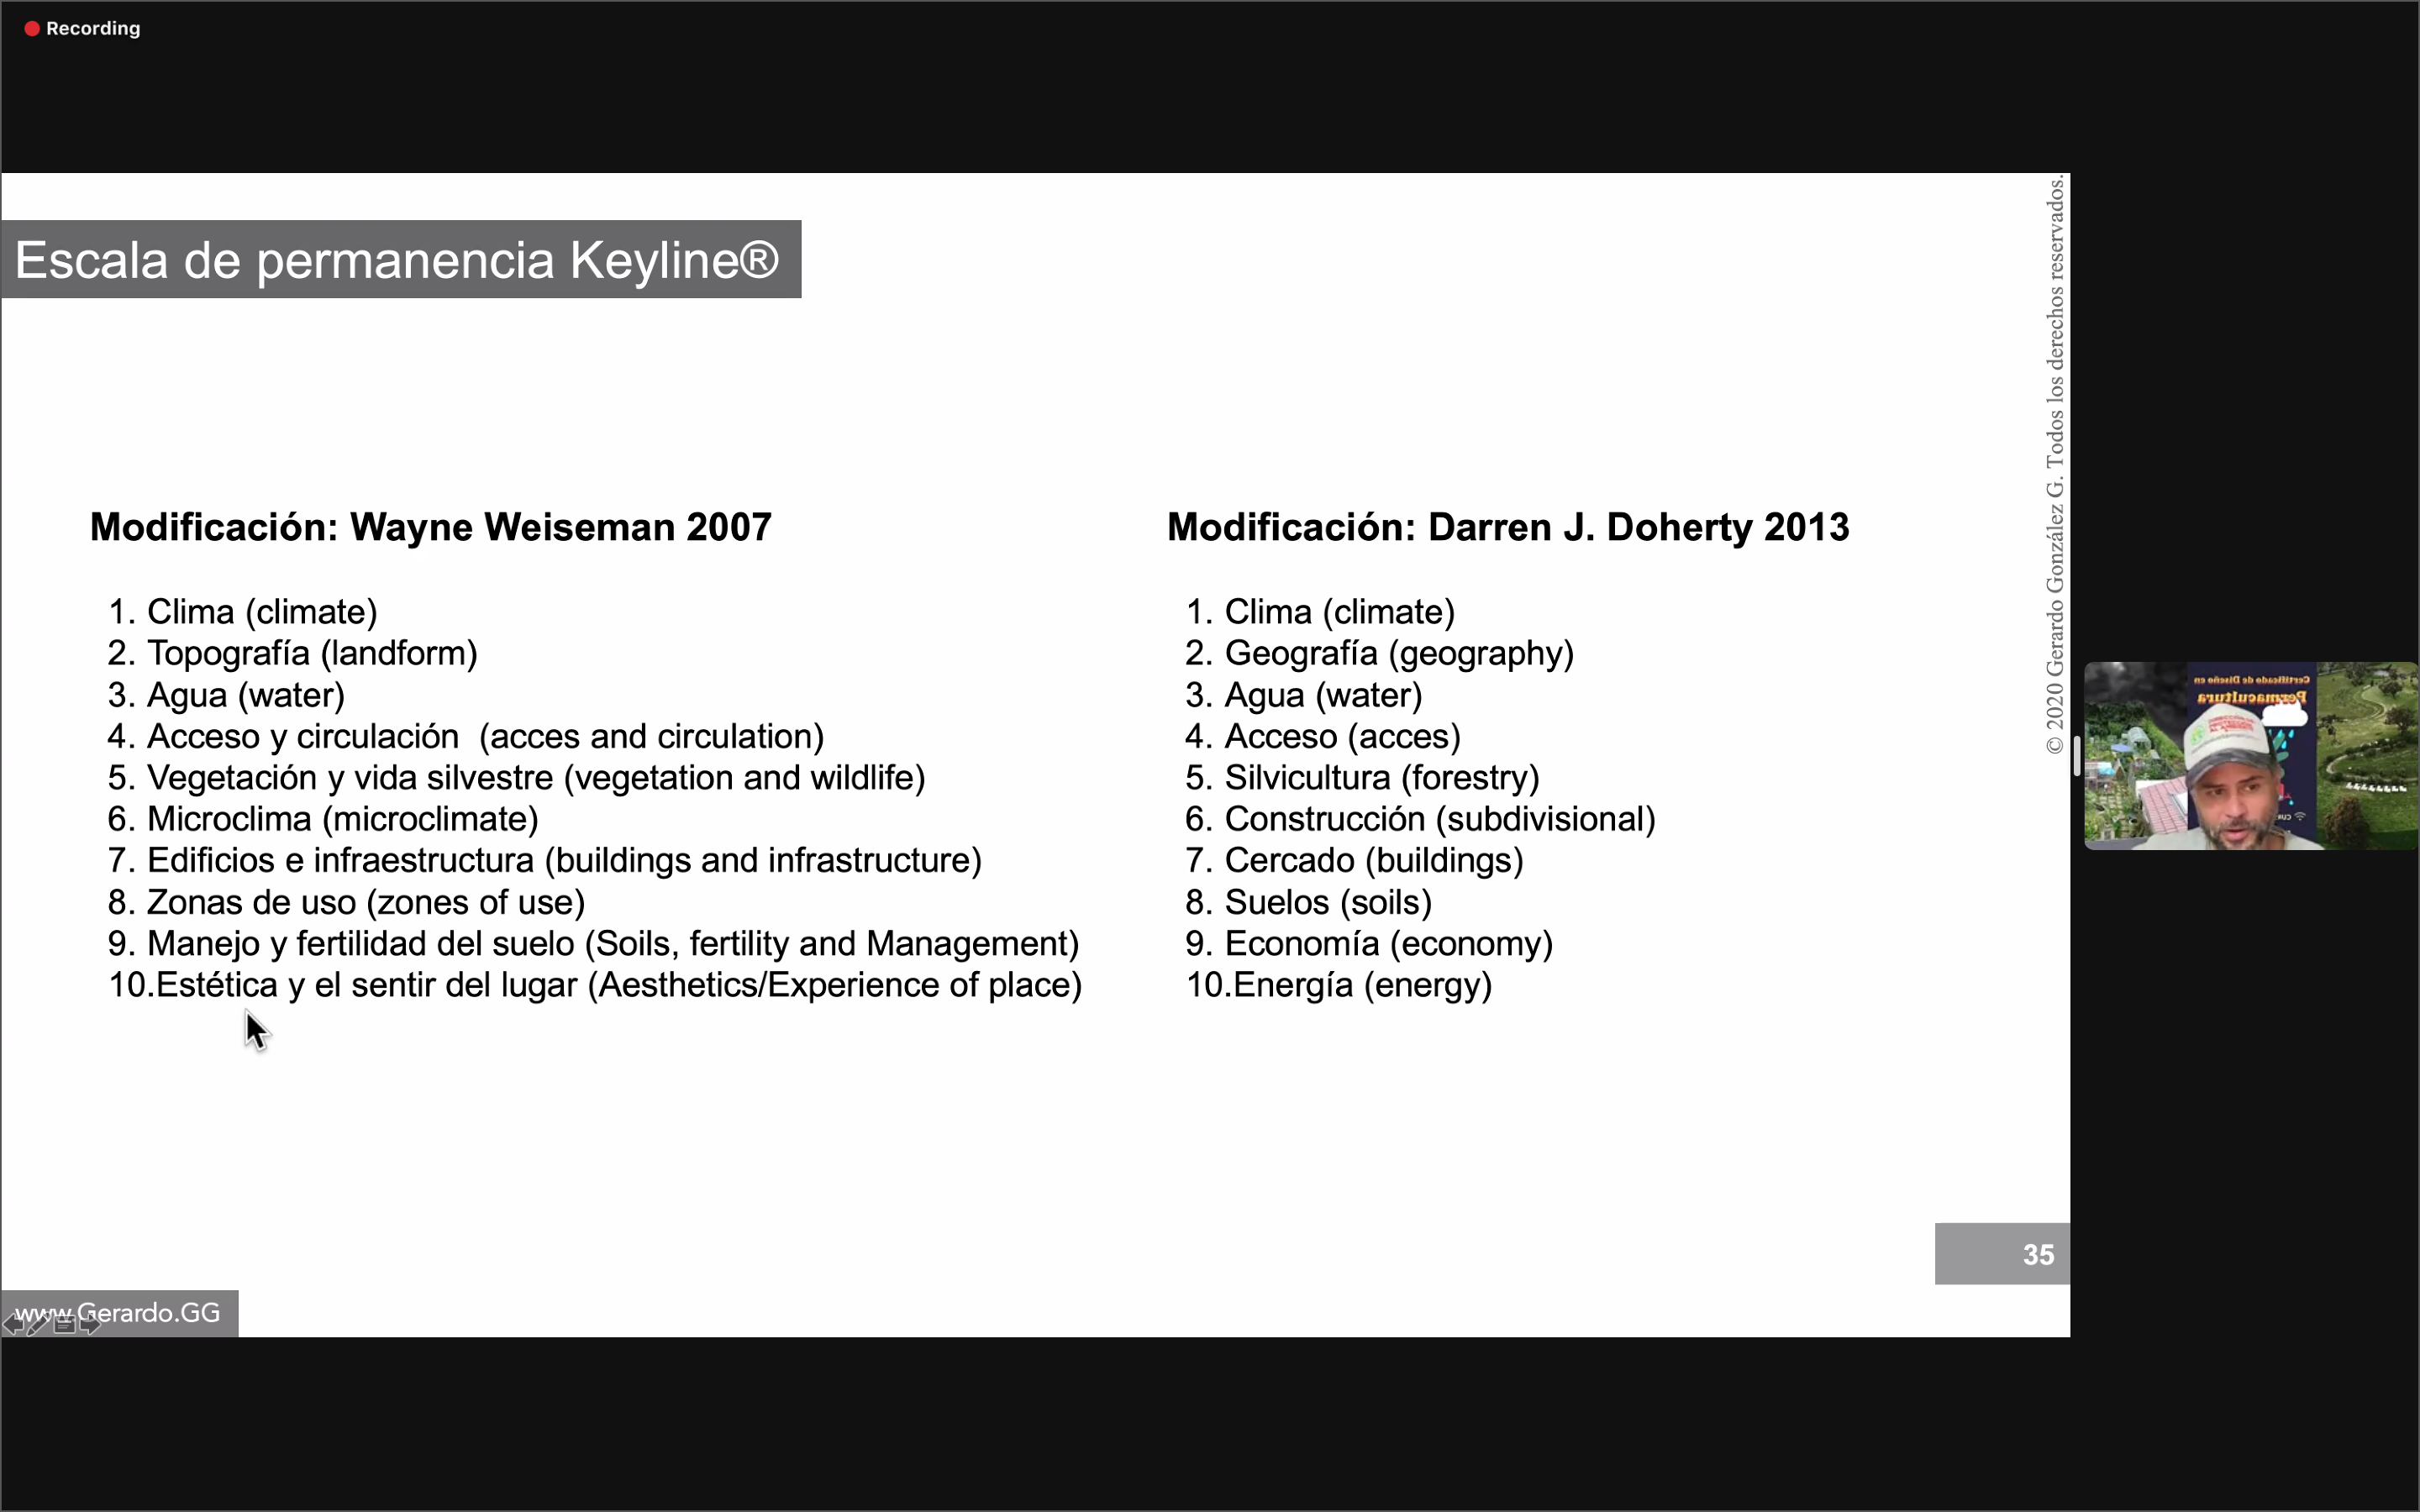 Recording
Escala de permanencia Keyline®
© 2020 Gerardo González G. Todos los derechos reservados.
Modificación: Wayne Weiseman 2007
1. Clima (climate)
2. Topografía (landform)
3. Agua (water)
4. Acceso y circulación  (acces and circulation)
5. Vegetación y vida silvestre (vegetation and wildlife)
6. Microclima (microclimate)
7. Edificios e infraestructura (buildings and infrastructure)
8. Zonas de uso (zones of use)
9. Manejo y fertilidad del suelo (Soils, fertility and Management)
10.Estética y el sentir del lugar (Aesthetics/Experience of place)
Modificación: Darren J. Doherty 2013
1. Clima (climate)
2. Geografía (geography)
3. Agua (water)
4. Acceso (acces)
5. Silvicultura (forestry)
6. Construcción (subdivisional)
7. Cercado (buildings)
8. Suelos (soils)
9. Economía (economy)
10.Energía (energy)
Certificado de Diseño en
Permacultura
35
www.Gerardo.GG